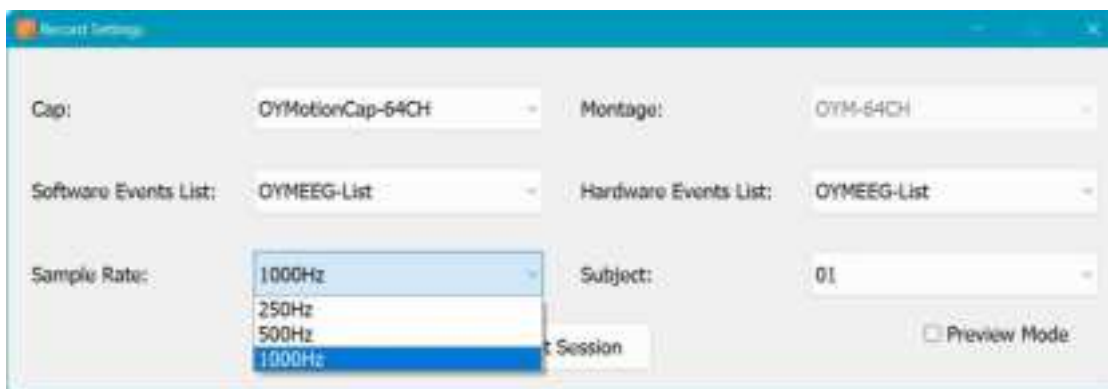 Record Settings
Cap: OYMotionCap-64CH Montage: OYM-64CH
Software Events List: OYMEEG-List Hardware Events List: OYMEEG-List
Sample Rate: 1000Hz Subject: 01
250Hz
500Hz
t Session Preview Mode
1000Hz